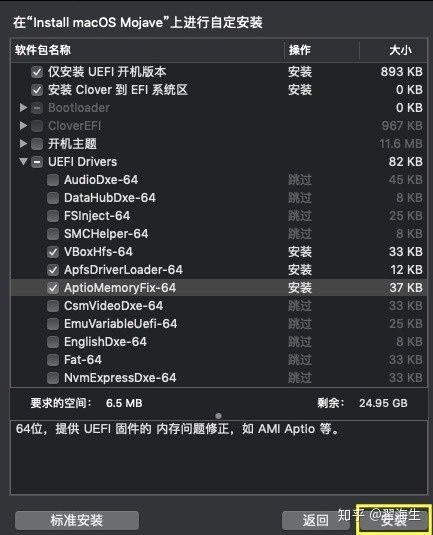 在“Install macOS Mojave”上进行自定安装
软件包名称 操作 大小
仅安装 UEFI 开机版本 安装 893 KB
安装 Clover 到 EFI 系统区 安装 0 KB
Bootloader 0 KB
CloverEFI 967 KB
开机主题 11.6 MB
UEFI Drivers 82 KB
AudioDxe-64 跳过 45 KB
DataHubDxe-64 跳过 8 KB
FSInject-64 跳过 25 KB
SMCHelper-64 跳过 8 KB
VBoxHfs-64 安装 33 KB
ApfsDriverLoader-64 安装 12 KB
AptioMemoryFix-64 安装 37 KB
CsmVideoDxe-64 跳过 33 KB
EmuVariableUefi-64 跳过 25 KB
EnglishDxe-64 跳过 8 KB
Fat-64 跳过 33 KB
NvmExpressDxe-64 跳过 33 KB
要求的空间： 6.5 MB 剩余： 24.95 GB
64位，提供 UEFI 固件的 内存问题修正，如 AMI Aptio 等。
标准安装 返回 安装
知乎 @翟海生